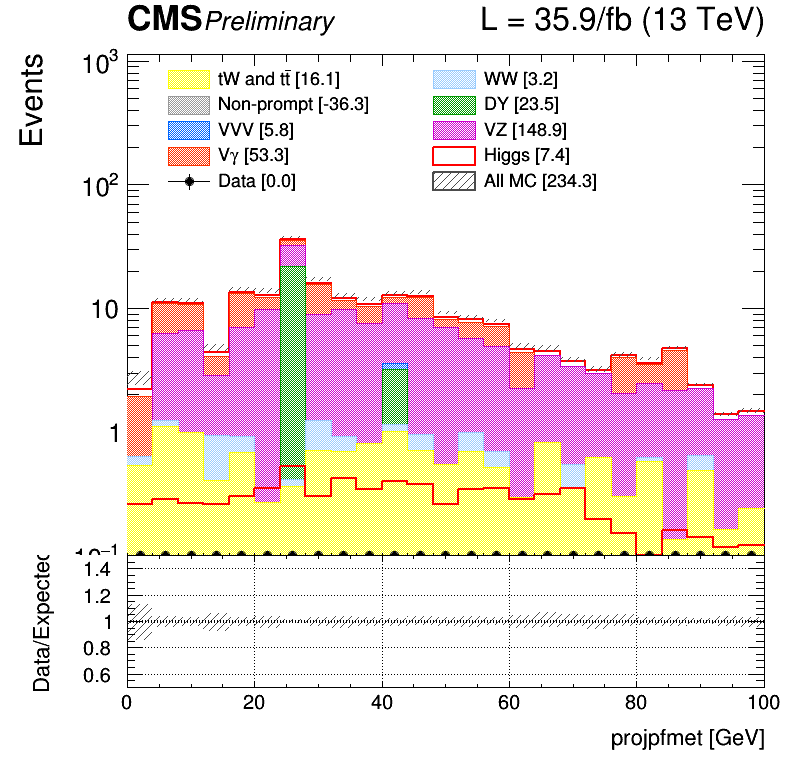 CMS Preliminary L = 35.9/fb (13 TeV)
Events
10³
10²
10
1
10⁻¹
tW and tt̄ [16.1]
Non-prompt [-36.3]
VVV [5.8]
Vγ [53.3]
Data [0.0]
WW [3.2]
DY [23.5]
VZ [148.9]
Higgs [7.4]
All MC [234.3]
Data/Expected
1.4
1.2
1
0.8
0.6
0 20 40 60 80 100
projpfmet [GeV]